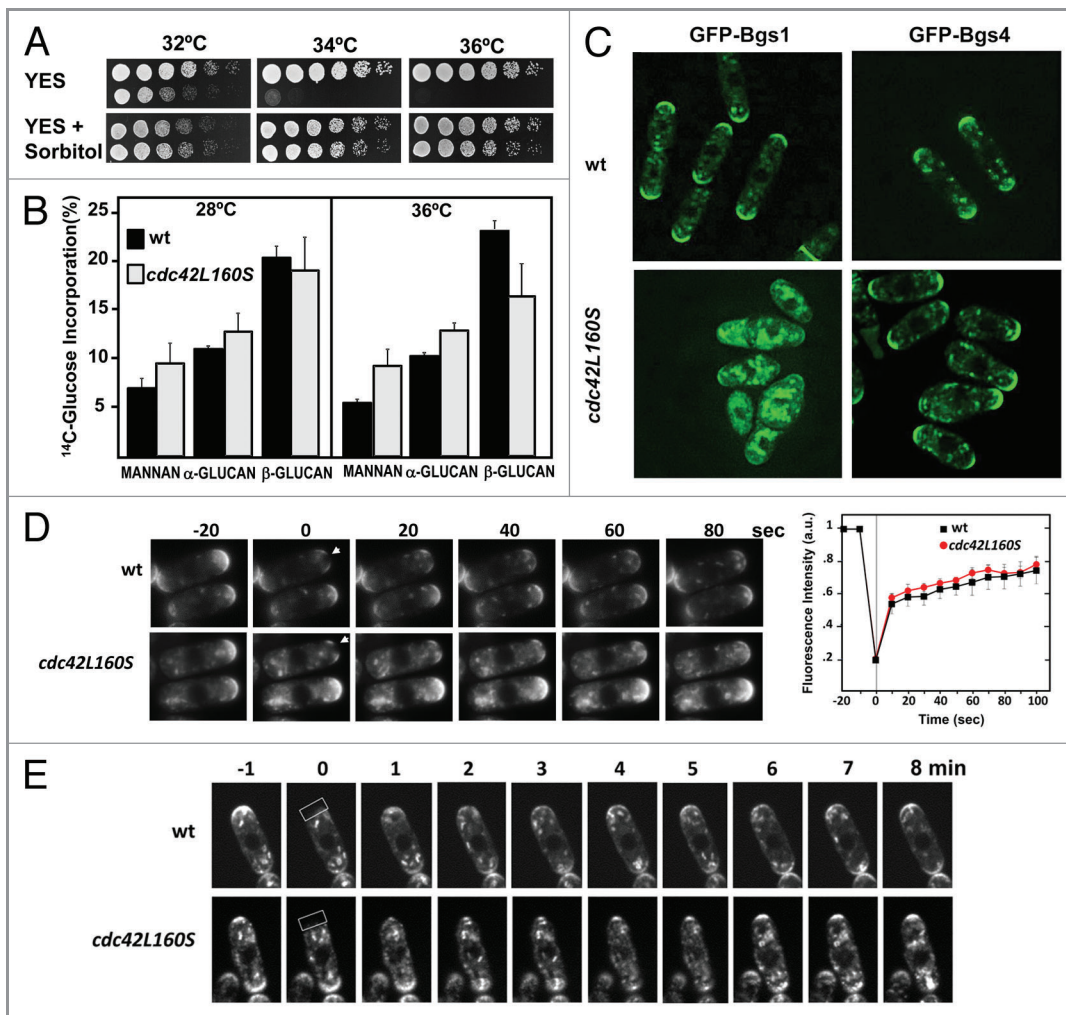 A
32ºC 34ºC 36ºC
YES
YES +
Sorbitol
B
28ºC 36ºC
wt
cdc42L160S
¹⁴C-Glucose Incorporation(%)
25
20
15
10
5
MANNAN α-GLUCAN β-GLUCAN MANNAN α-GLUCAN β-GLUCAN
C
GFP-Bgs1 GFP-Bgs4
wt
cdc42L160S
D
-20 0 20 40 60 80 sec
wt
cdc42L160S
Fluorescence Intensity (a.u.)
1
.8
.6
.4
.2
wt
cdc42L160S
-20 0 20 40 60 80 100
Time (sec)
E
-1 0 1 2 3 4 5 6 7 8 min
wt
cdc42L160S